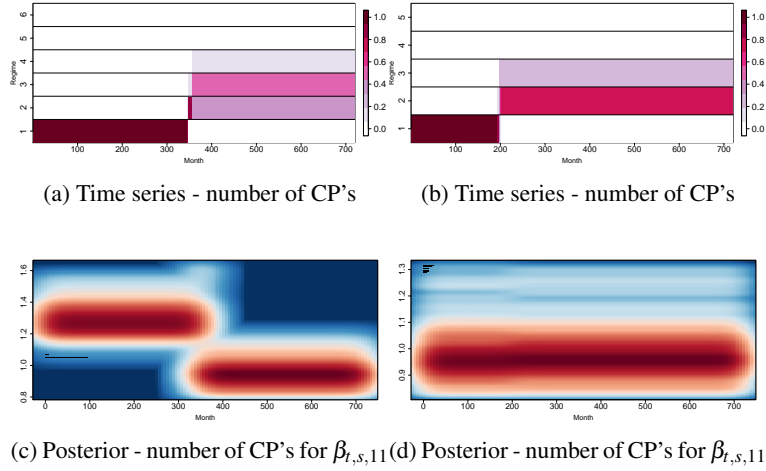 6
5
4
3
2
1
Regime
1.0
0.8
0.6
0.4
0.2
0.0
100 200 300 400 500 600 700
Month
5
4
3
2
1
Regime
1.0
0.8
0.6
0.4
0.2
0.0
100 200 300 400 500 600 700
Month
(a) Time series - number of CP's
(b) Time series - number of CP's
1.6
1.4
1.2
1.0
0.8
0 100 200 300 400 500 600 700
Month
1.3
1.2
1.1
1.0
0.9
0 100 200 300 400 500 600 700
Month
(c) Posterior - number of CP's for β_{t,s,11}
(d) Posterior - number of CP's for β_{t,s,11}